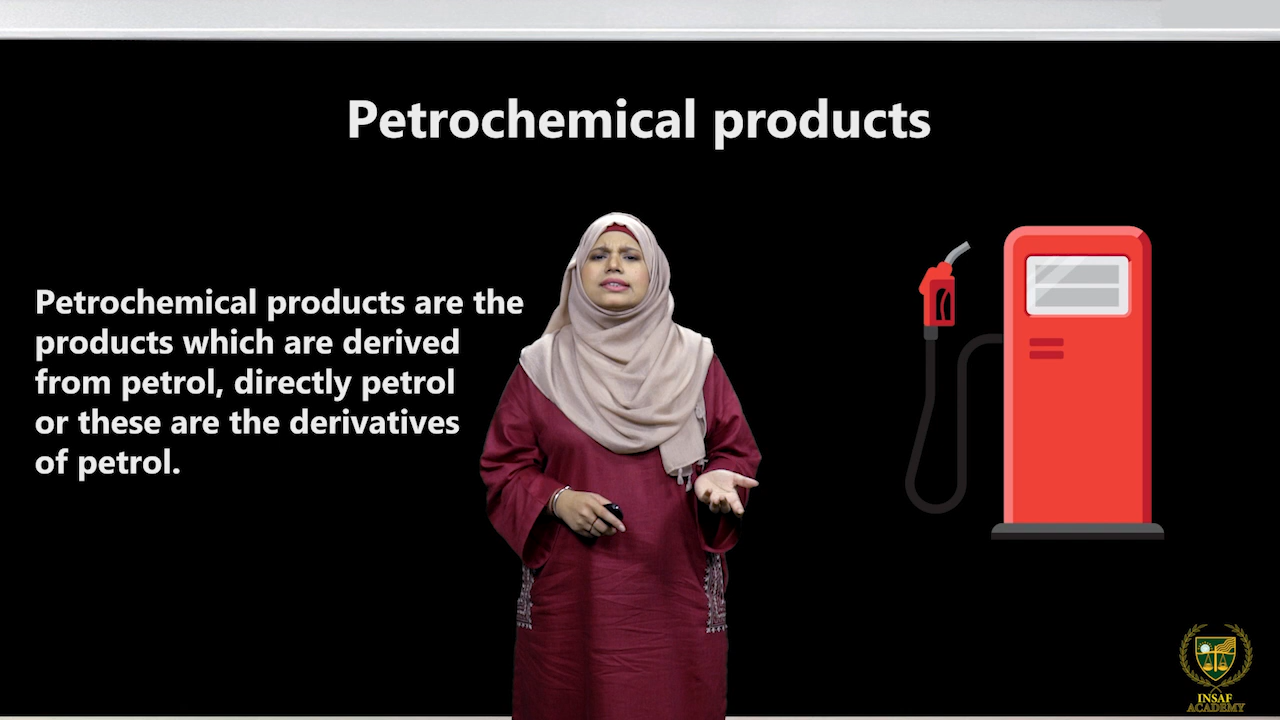 Petrochemical products
Petrochemical products are the
products which are derived
from petrol, directly petrol
or these are the derivatives
of petrol.
INSAF
ACADEMY